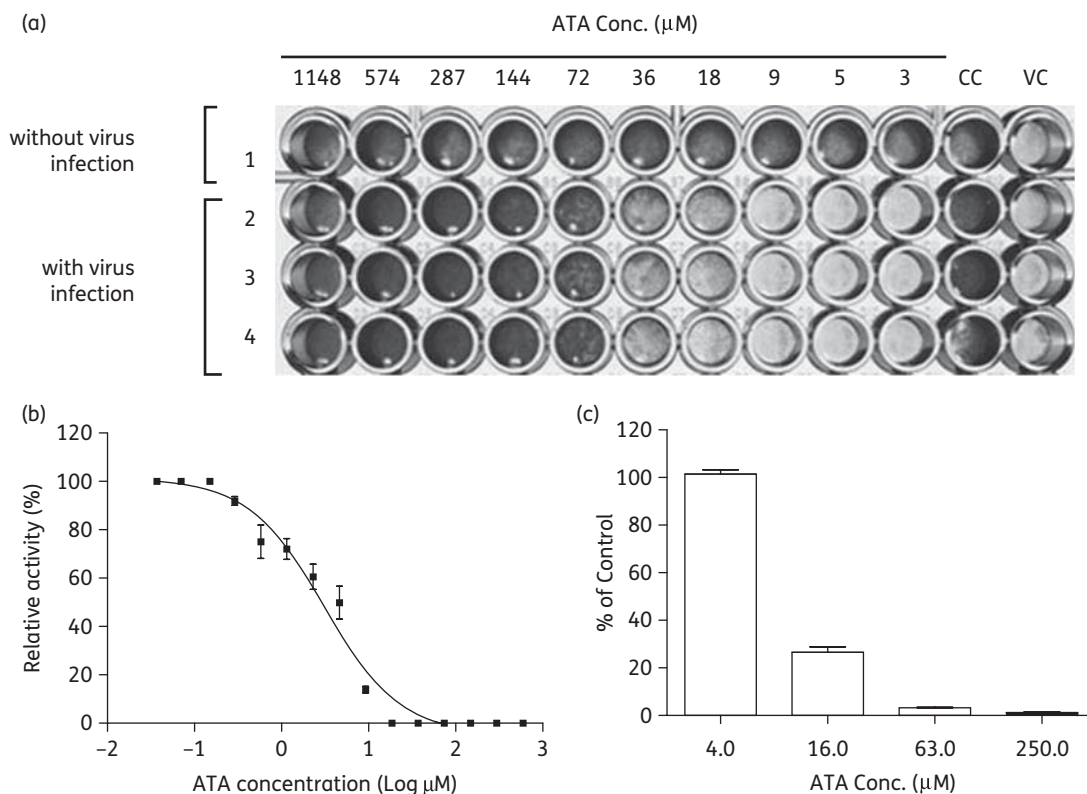 (a)
ATA Conc. (μM)
1148 574 287 144 72 36 18 9 5 3 CC VC
without virus
infection
1
2
with virus
infection
3
4
(b)
120
100
80
60
40
20
0
Relative activity (%)
−2 −1 0 1 2 3
ATA concentration (Log μM)
(c)
120
100
80
60
40
20
0
% of Control
4.0 16.0 63.0 250.0
ATA Conc. (μM)